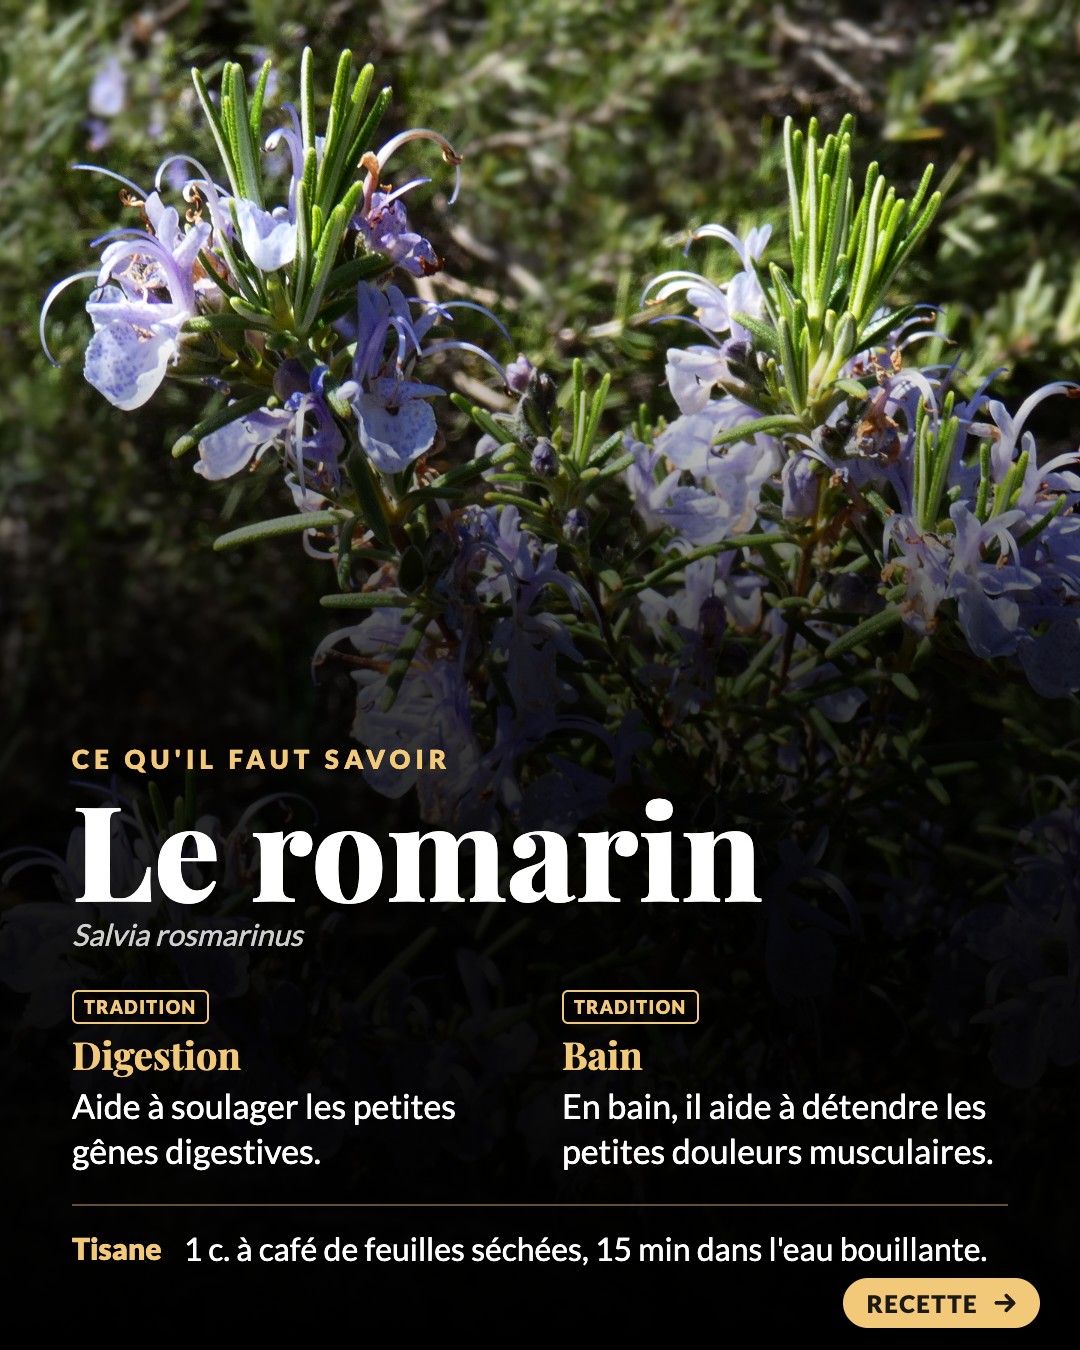 CE QU'IL FAUT SAVOIR
Le romarin
Salvia rosmarinus
TRADITION
Digestion
Aide à soulager les petites
gênes digestives.
TRADITION
Bain
En bain, il aide à détendre les
petites douleurs musculaires.
Tisane 1 c. à café de feuilles séchées, 15 min dans l'eau bouillante.
RECETTE →